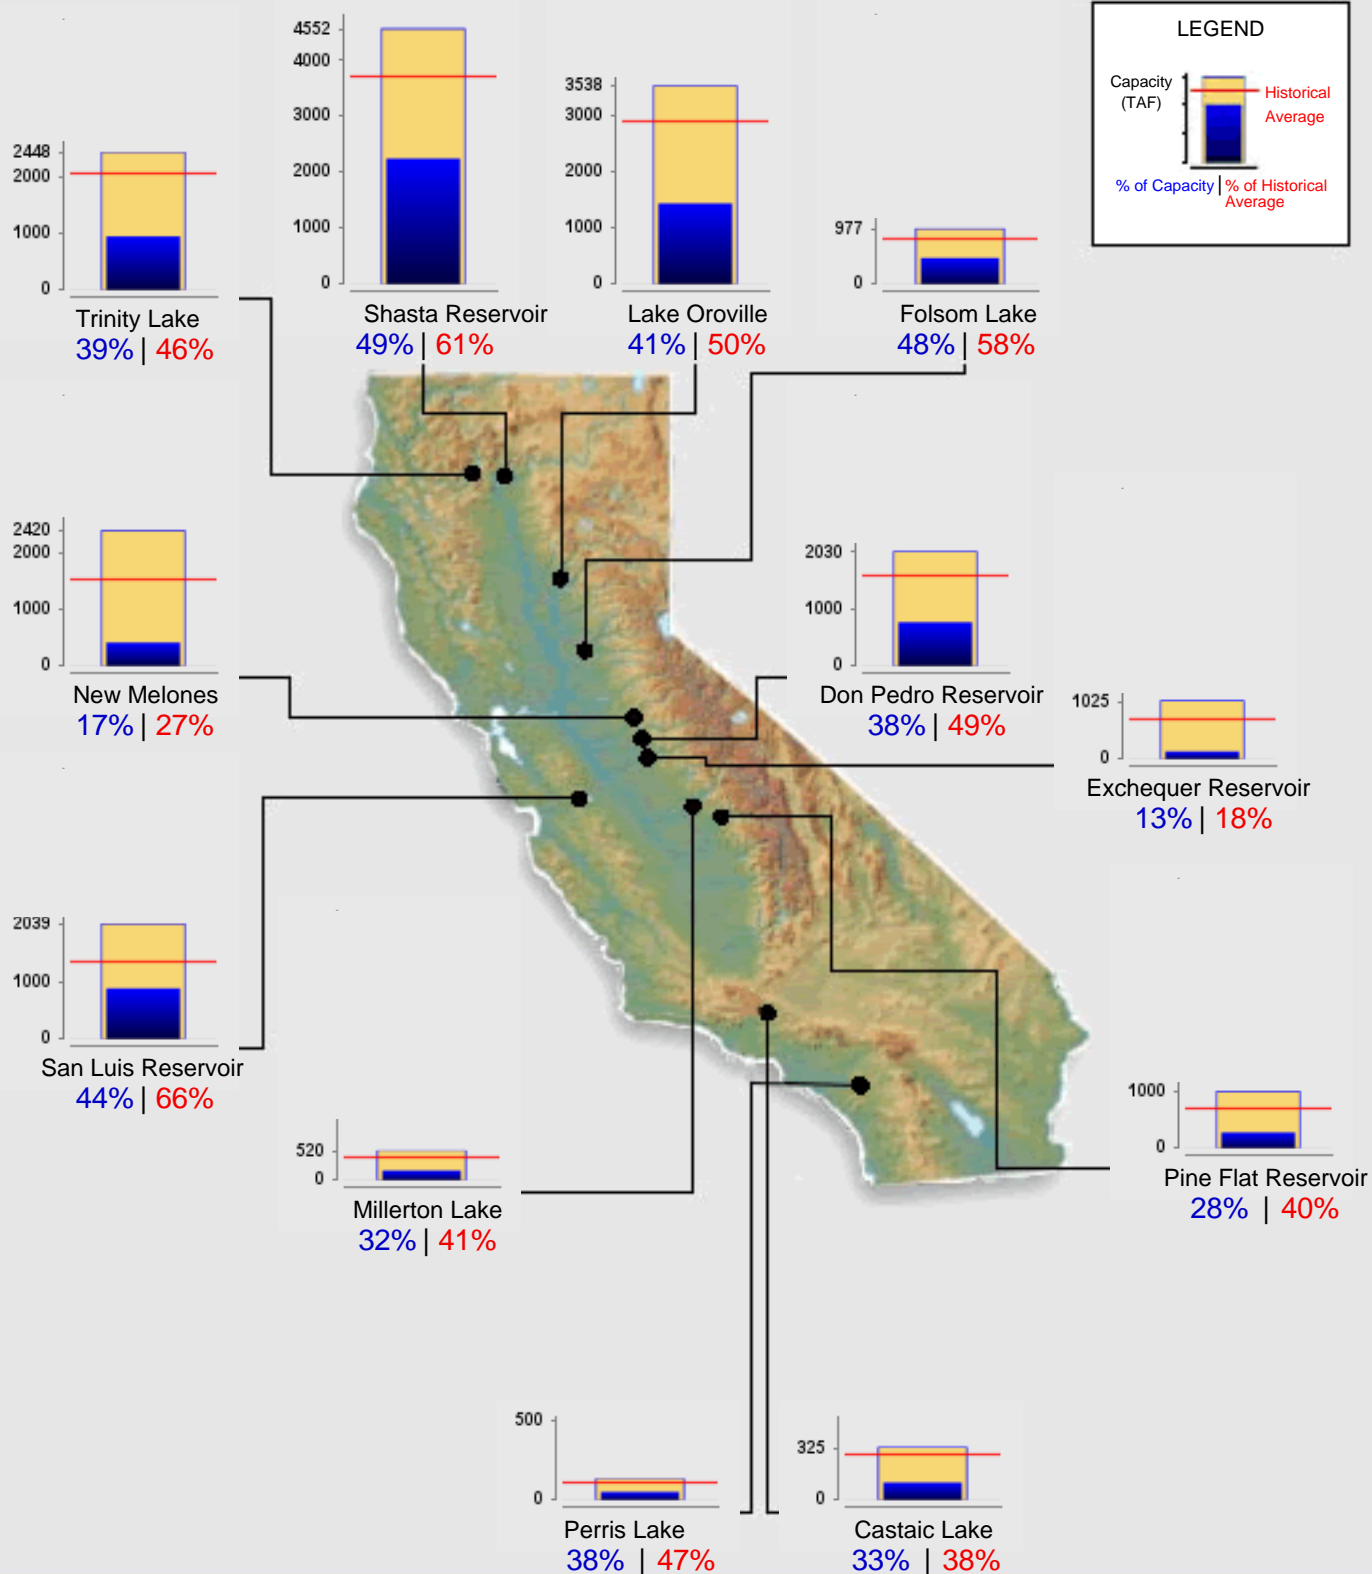 LEGEND
Capacity
(TAF)
Historical
Average
% of Capacity | % of Historical
Average
2448
2000
1000
0
Trinity Lake
39% | 46%
4552
4000
3000
2000
1000
0
Shasta Reservoir
49% | 61%
3538
3000
2000
1000
0
Lake Oroville
41% | 50%
977
0
Folsom Lake
48% | 58%
2420
2000
1000
0
New Melones
17% | 27%
2030
1000
0
Don Pedro Reservoir
38% | 49%
1025
0
Exchequer Reservoir
13% | 18%
2039
1000
0
San Luis Reservoir
44% | 66%
520
0
Millerton Lake
32% | 41%
1000
0
Pine Flat Reservoir
28% | 40%
500
0
Perris Lake
38% | 47%
325
0
Castaic Lake
33% | 38%